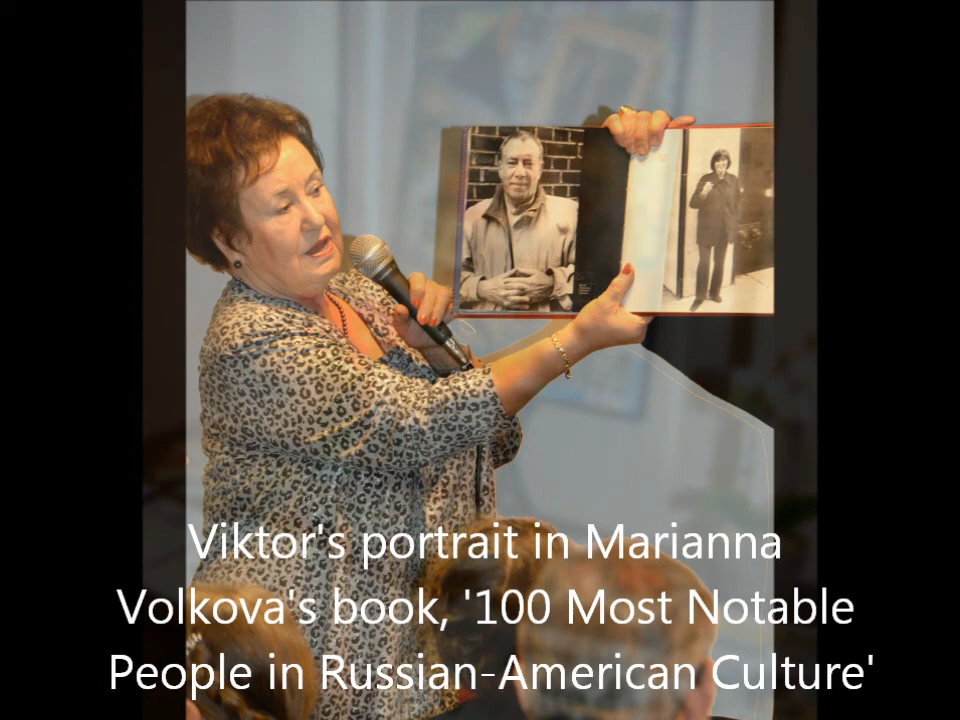 Viktor's portrait in Marianna
Volkova's book, '100 Most Notable
People in Russian-American Culture'